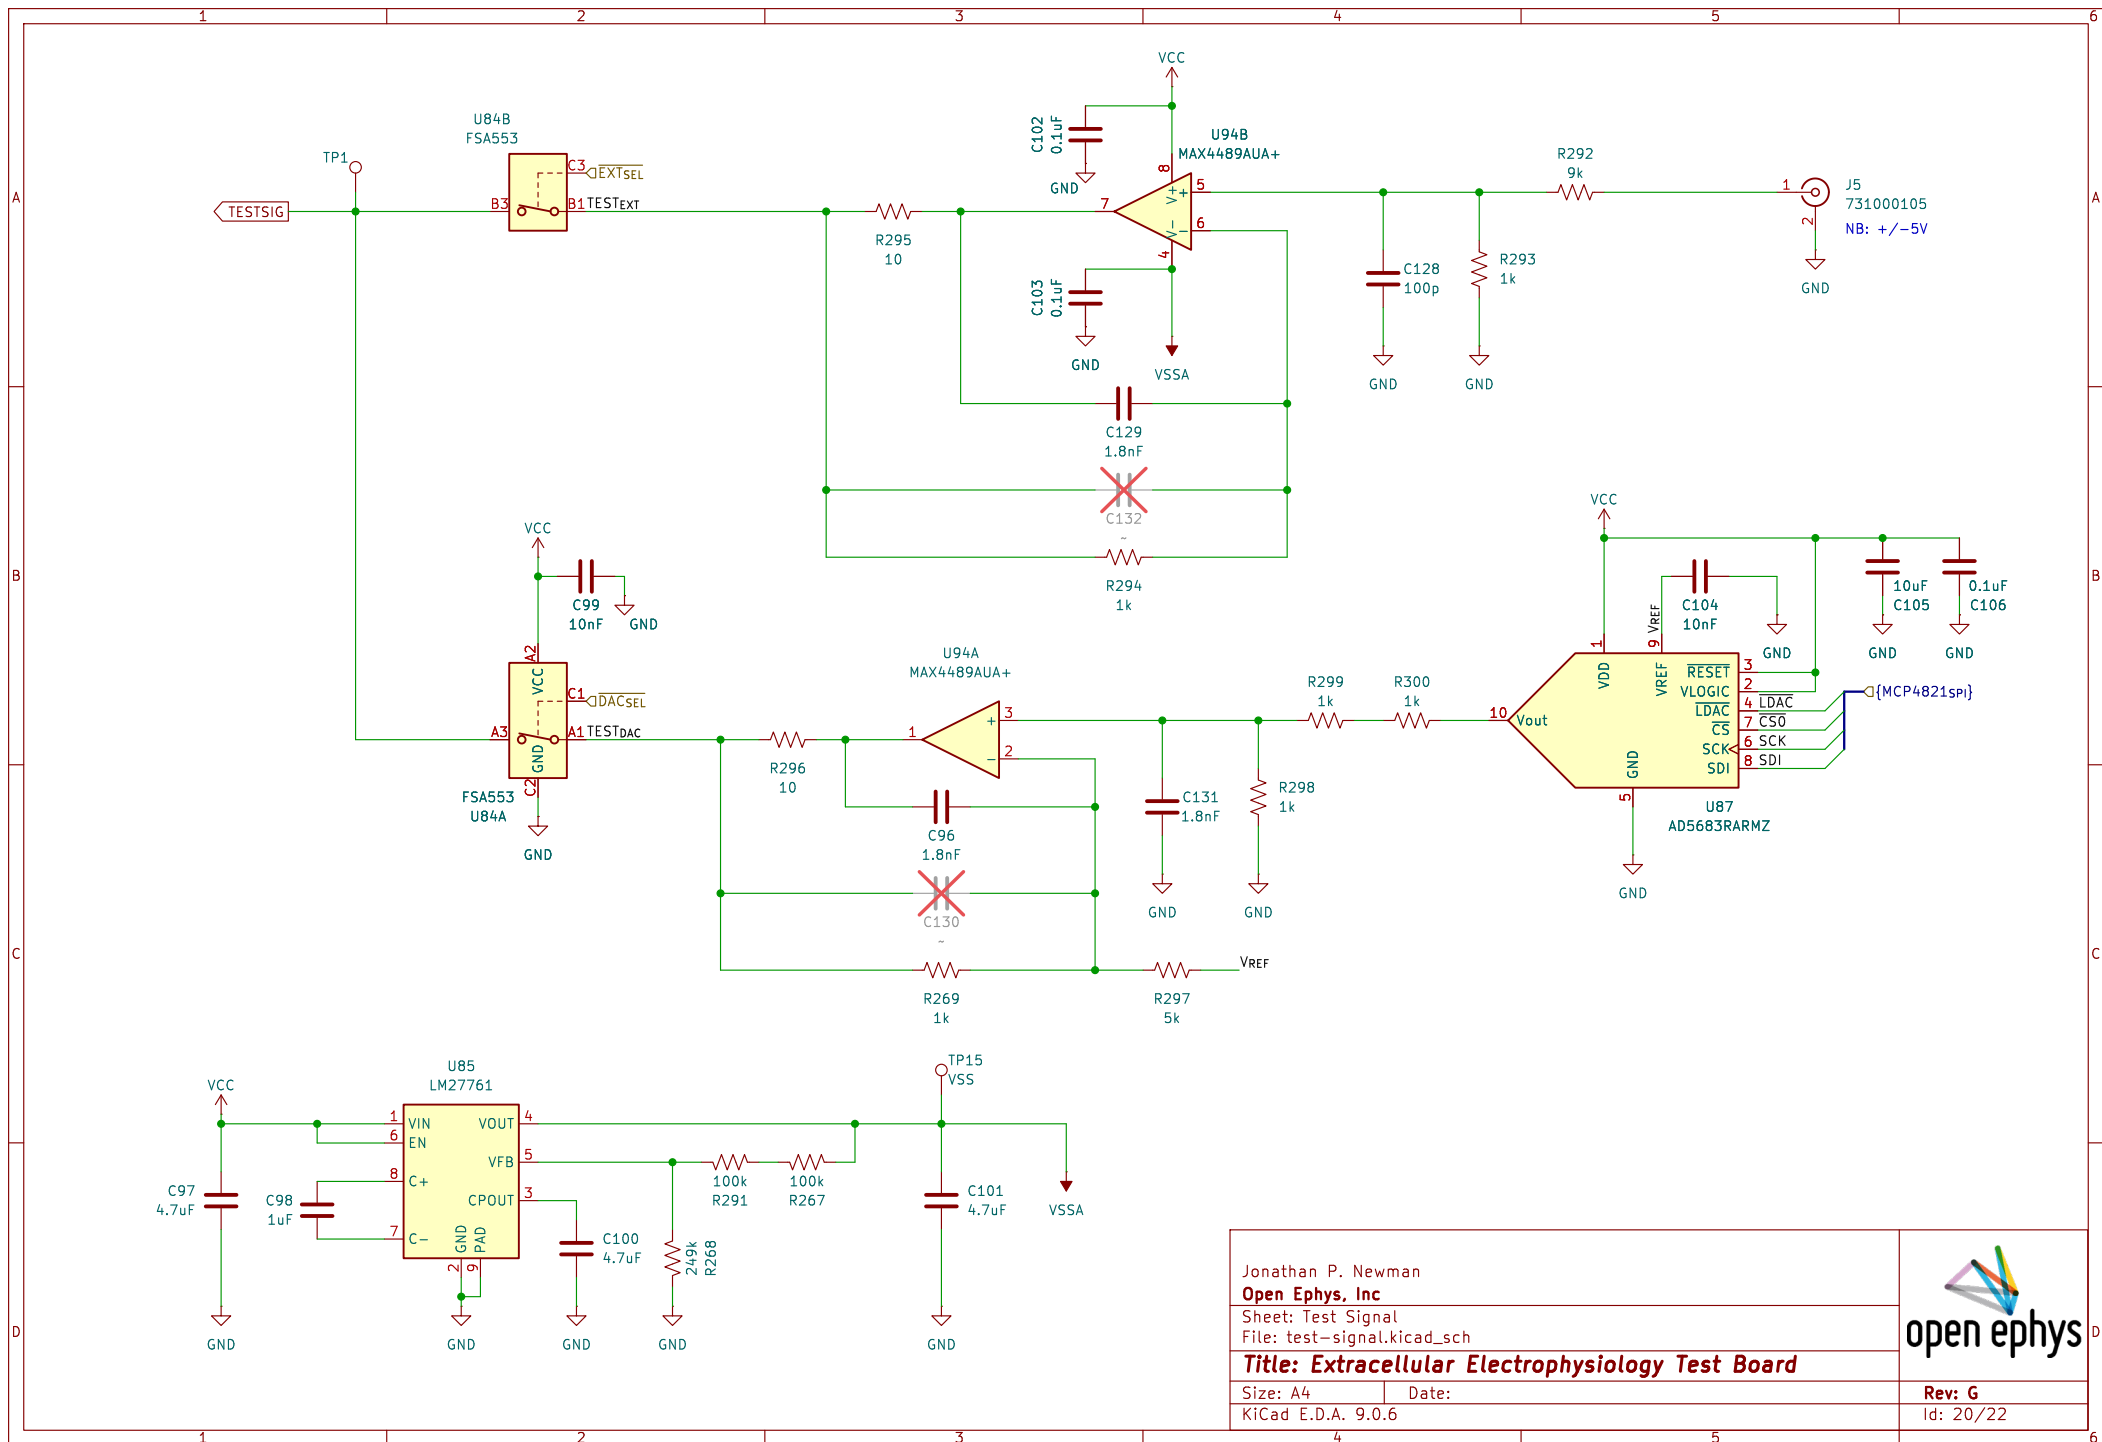 1 2 3 4 5 6
A
B
C
D
A
B
C
D
U84B
FSA553
TP1
C3
EXTSEL
TESTSIG
B3
B1
TESTEXT
R295
10
VCC
C102
0.1uF
GND
U94B
MAX4489AUA+
8
V+
+
5
7
6
-
V-
4
C103
0.1uF
GND
VSSA
C129
1.8nF
C132
~
R294
1k
R292
9k
1
J5
731000105
2
NB: +/-5V
GND
C128
100p
GND
R293
1k
GND
VCC
C99
10nF
GND
A2
VCC
C1
DACSEL
A3
A1
TESTDAC
GND
C2
FSA553
U84A
GND
U94A
MAX4489AUA+
3
+
1
2
-
R296
10
C96
1.8nF
C130
~
R269
1k
R297
5k
VREF
C131
1.8nF
GND
R298
1k
GND
R299
1k
R300
1k
VCC
VREF
C104
10nF
GND
10uF
C105
GND
0.1uF
C106
GND
1
VDD
9
VREF
RESET
3
VLOGIC
2
LDAC
4
LDAC
CS
7
CS0
SCK
6
SCK
SDI
8
SDI
{MCP4821SPI}
10
Vout
GND
5
U87
AD5683RARMZ
GND
U85
LM27761
VCC
1
VIN
VOUT
4
6
EN
VFB
5
8
C+
CPOUT
3
7
C-
GND
PAD
2
9
C97
4.7uF
GND
C98
1uF
GND
C100
4.7uF
GND
100k
R291
100k
R267
249k
R268
GND
TP15
VSS
C101
4.7uF
GND
VSSA
Jonathan P. Newman
Open Ephys, Inc
Sheet: Test Signal
File: test-signal.kicad_sch
Title: Extracellular Electrophysiology Test Board
Size: A4
Date:
Rev: G
KiCad E.D.A. 9.0.6
Id: 20/22
open ephys
1 2 3 4 5 6